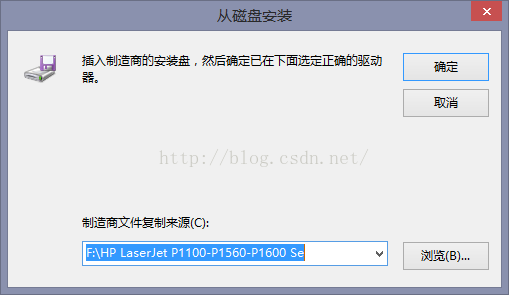 从磁盘安装
插入制造商的安装盘，然后确定已在下面选定正确的驱动
器。
确定
取消
http://blog.csdn.net/
制造商文件复制来源(C):
F:\HP LaserJet P1100-P1560-P1600 Se
浏览(B)...